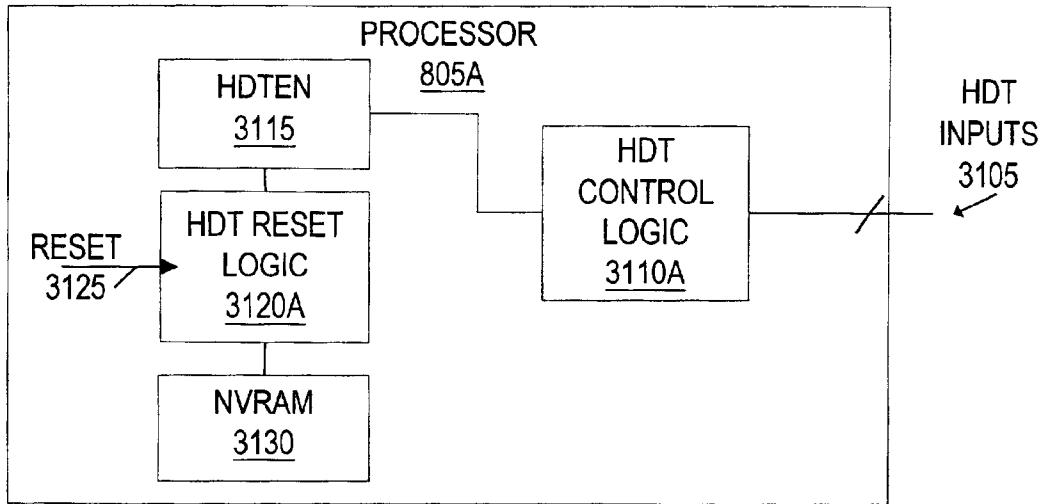 PROCESSOR
805A
HDTEN
3115
HDT RESET
LOGIC
3120A
RESET
3125
NVRAM
3130
HDT
CONTROL
LOGIC
3110A
HDT
INPUTS
3105